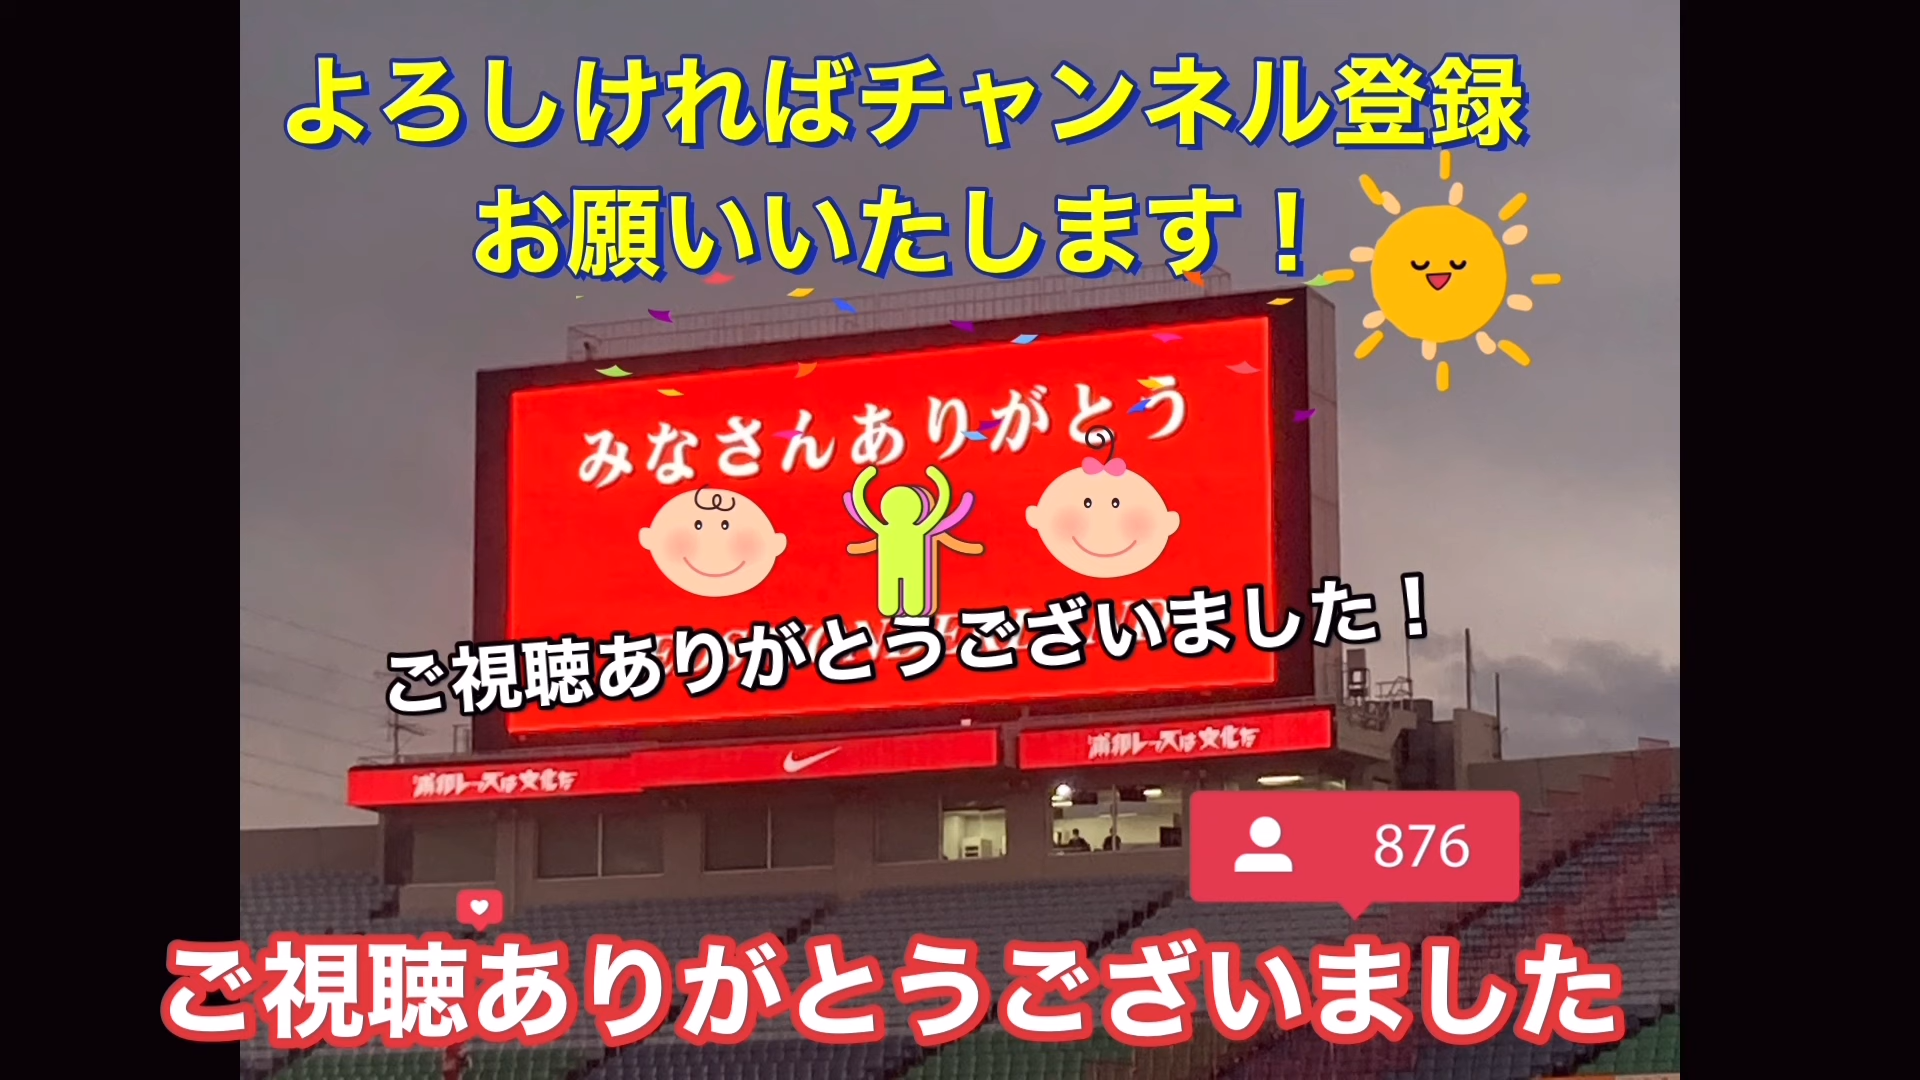 よろしければチャンネル登録
お願いいたします！
みなさんありがとう
ご視聴ありがとうございました！
876
ご視聴ありがとうございました